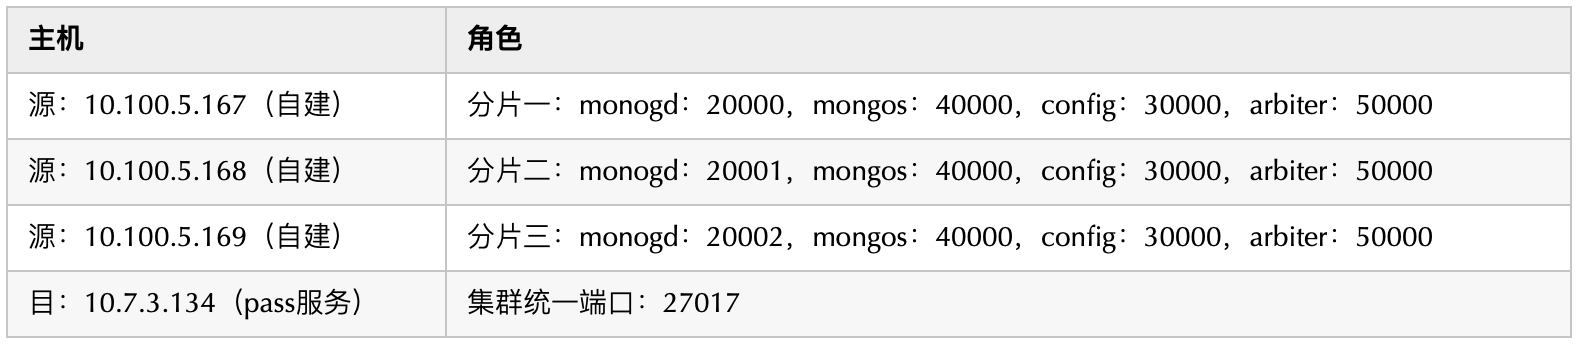 主机 角色
源：10.100.5.167（自建） 分片一：monogd：20000，mongos：40000，config：30000，arbiter：50000
源：10.100.5.168（自建） 分片二：monogd：20001，mongos：40000，config：30000，arbiter：50000
源：10.100.5.169（自建） 分片三：monogd：20002，mongos：40000，config：30000，arbiter：50000
目：10.7.3.134（pass服务） 集群统一端口：27017